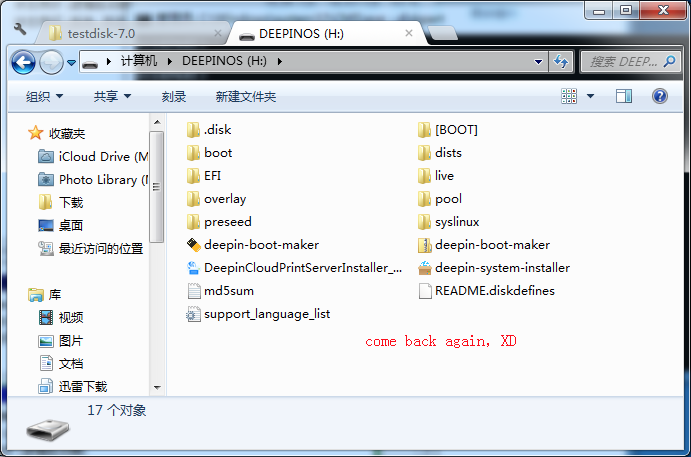 testdisk-7.0
DEEPINOS (H:)
计算机
DEEPINOS (H:)
搜索 DEEP...
组织
共享
刻录
新建文件夹
收藏夹
iCloud Drive (M
Photo Library (M
下载
桌面
最近访问的位置
库
视频
图片
文档
迅雷下载
.disk
[BOOT]
boot
dists
EFI
live
overlay
pool
preseed
syslinux
deepin-boot-maker
deepin-boot-maker
DeepinCloudPrintServerInstaller_...
deepin-system-installer
md5sum
README.diskdefines
support_language_list
come back again, XD
17 个对象